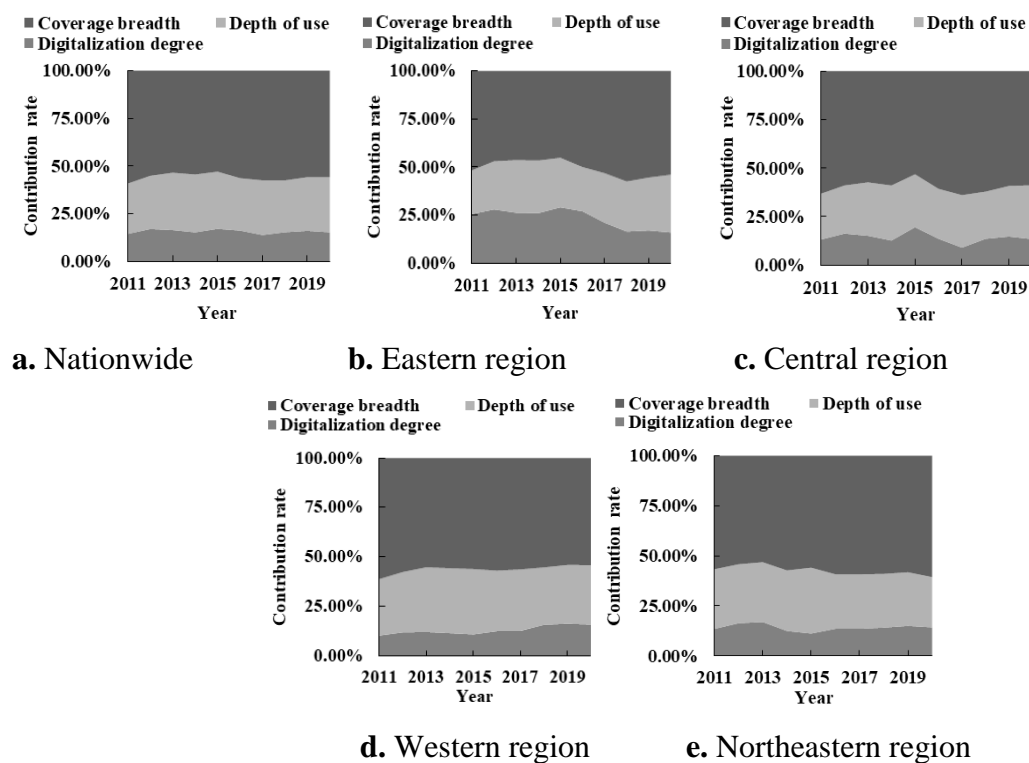 ■ Coverage breadth ■ Depth of use
■ Digitalization degree
100.00%
75.00%
50.00%
25.00%
0.00%
Contribution rate
2011 2013 2015 2017 2019
Year
a. Nationwide
■ Coverage breadth ■ Depth of use
■ Digitalization degree
100.00%
75.00%
50.00%
25.00%
0.00%
Contribution rate
2011 2013 2015 2017 2019
Year
b. Eastern region
■ Coverage breadth ■ Depth of use
■ Digitalization degree
100.00%
75.00%
50.00%
25.00%
0.00%
Contribution rate
2011 2013 2015 2017 2019
Year
c. Central region
■ Coverage breadth ■ Depth of use
■ Digitalization degree
100.00%
75.00%
50.00%
25.00%
0.00%
Contribution rate
2011 2013 2015 2017 2019
Year
d. Western region
■ Coverage breadth ■ Depth of use
■ Digitalization degree
100.00%
75.00%
50.00%
25.00%
0.00%
Contribution rate
2011 2013 2015 2017 2019
Year
e. Northeastern region